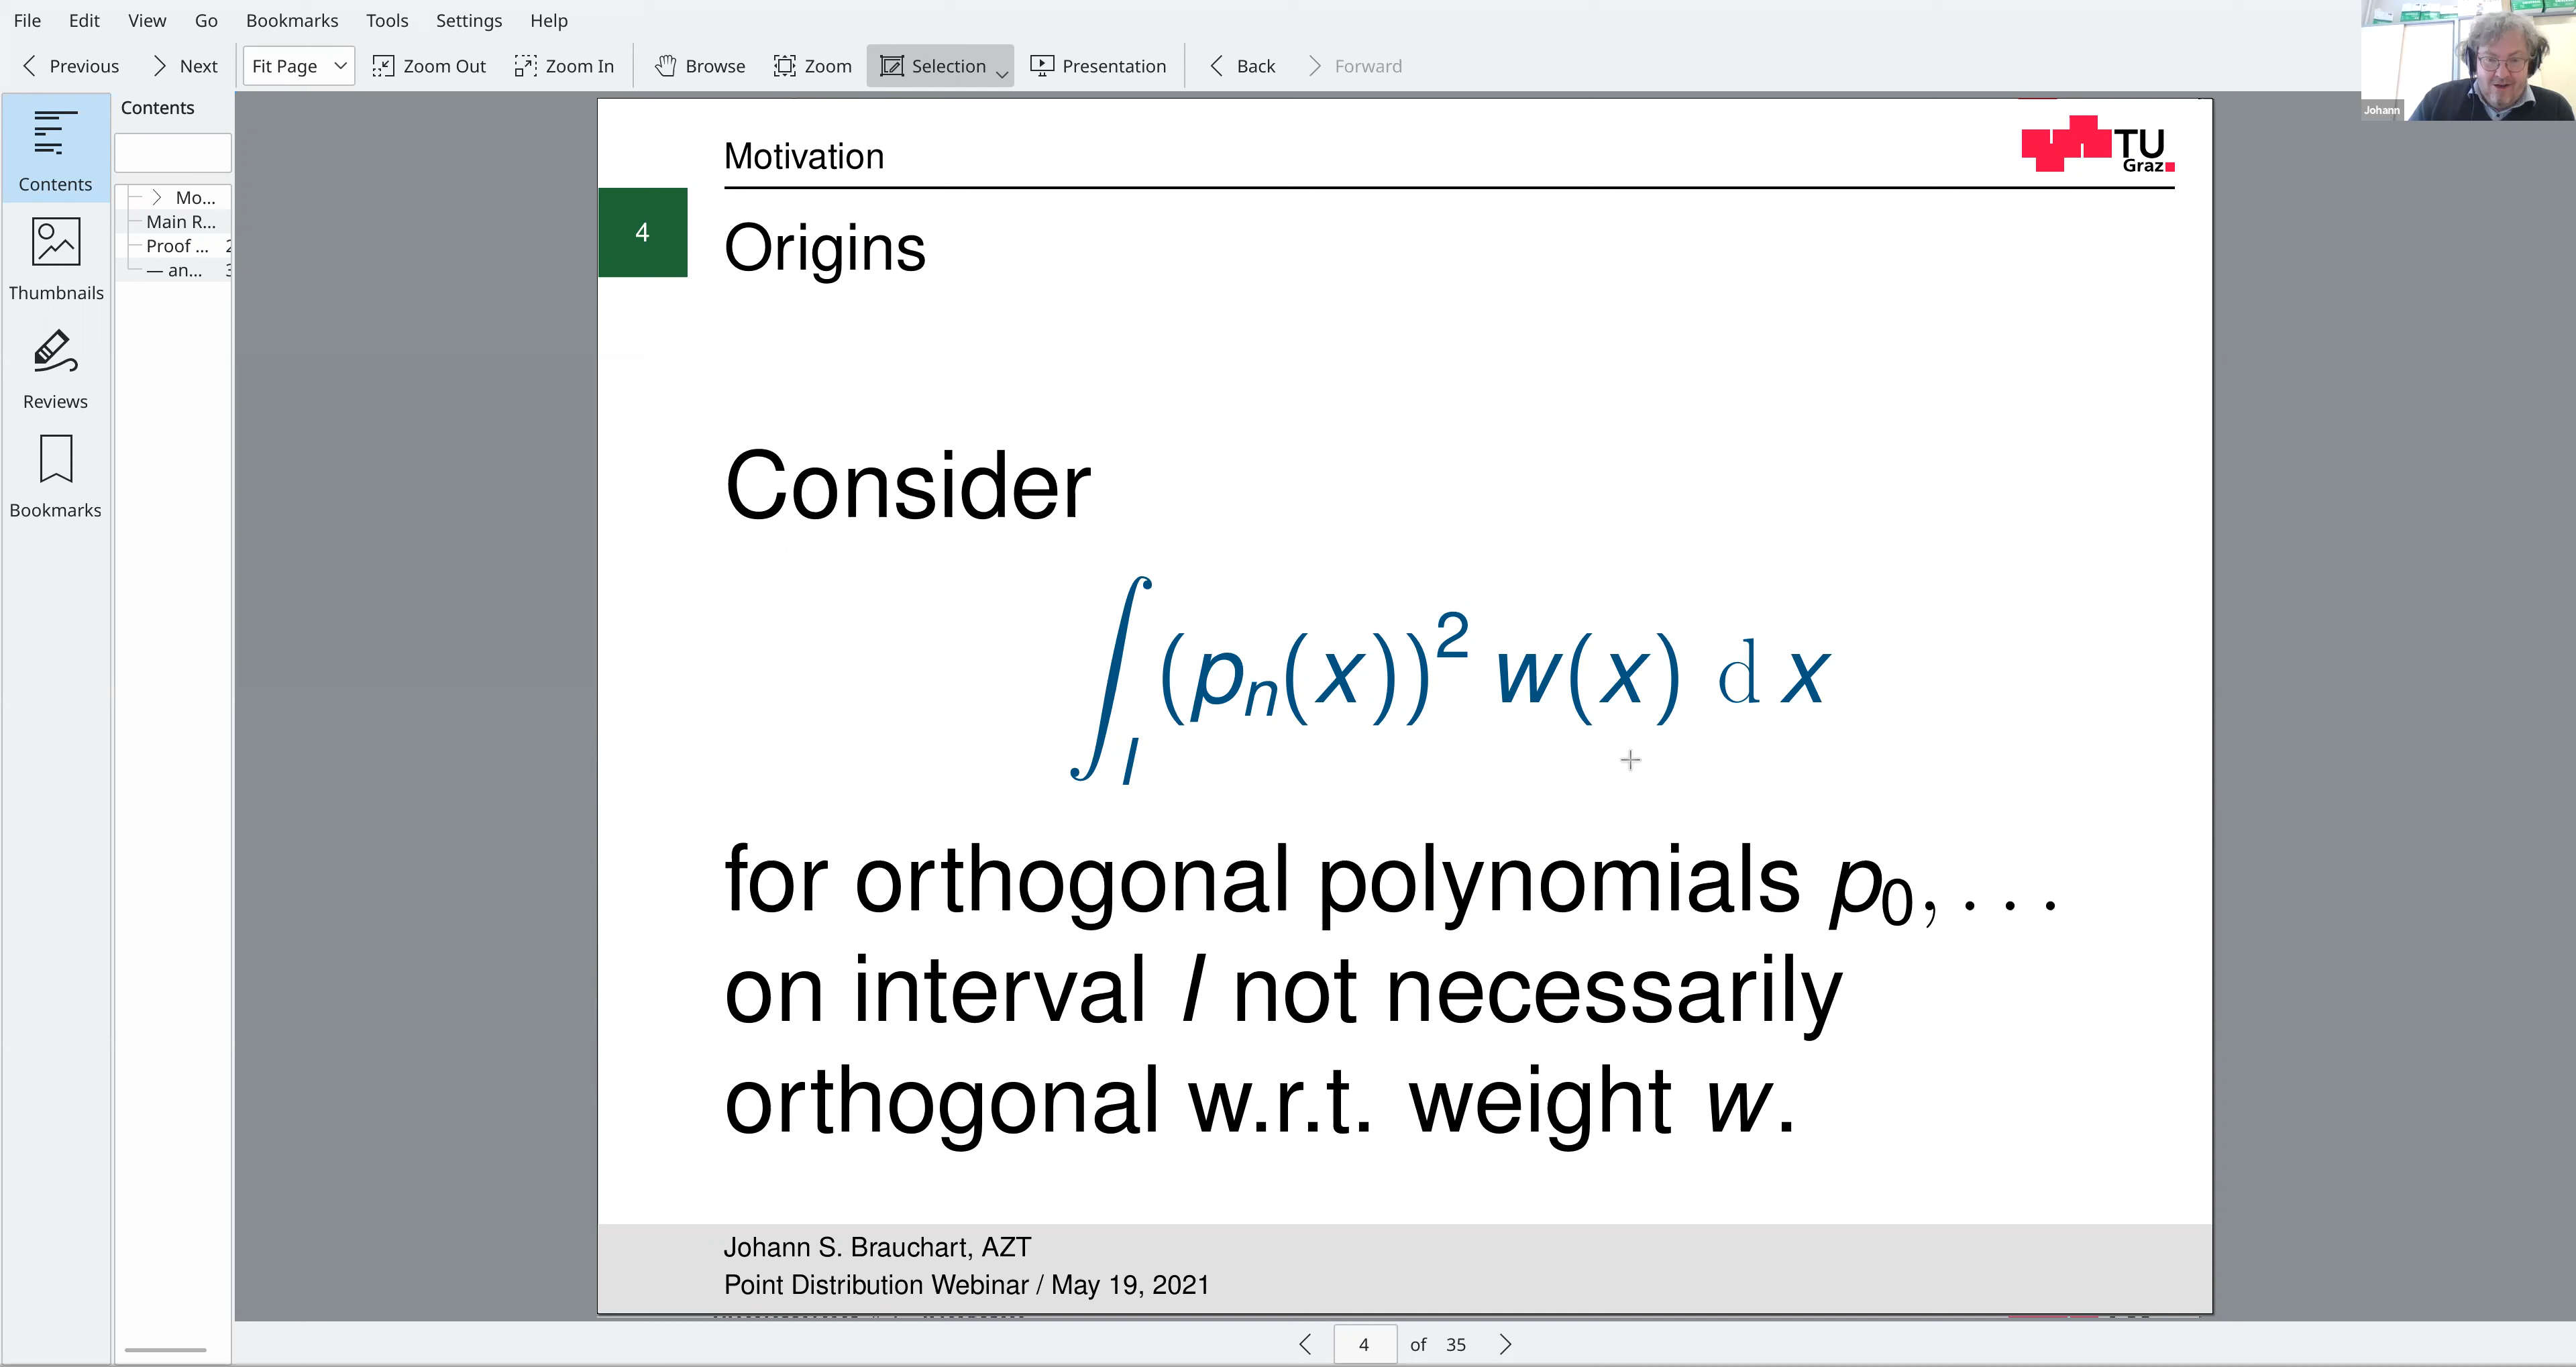 File Edit View Go Bookmarks Tools Settings Help
Previous Next Fit Page Zoom Out Zoom In Browse Zoom Selection Presentation Back Forward
Johann
Contents
Contents
Thumbnails
Reviews
Bookmarks
Mo...
Main R...
Proof ... 2
— an... 3
Motivation
TU
Graz
4
Origins
Consider
∫_I (p_n(x))² w(x) d x
for orthogonal polynomials p₀, . . .
on interval I not necessarily
orthogonal w.r.t. weight w.
Johann S. Brauchart, AZT
Point Distribution Webinar / May 19, 2021
4 of 35